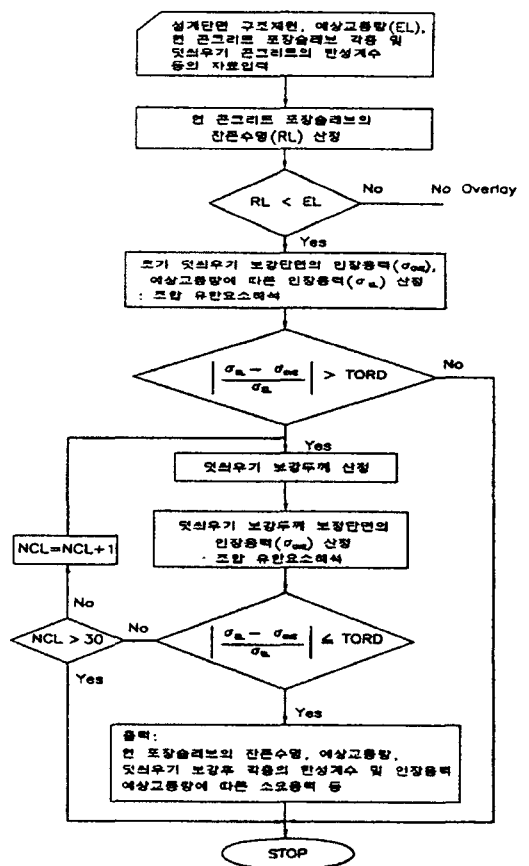 설계단면 구조제원, 예상교통량(EL),
현 콘크리트 포장슬래브 각층 및
덧씌우기 콘크리트의 탄성계수
등의 자료입력
현 콘크리트 포장슬래브의
잔존수명(RL) 산정
RL < EL
No
No Overlay
Yes
초기 덧씌우기 보강단면의 인장응력(σOVE),
예상교통량에 따른 인장응력(σEL) 산정
: 조합 유한요소해석
| (σEL - σOVE) / σEL | > TORD
No
Yes
덧씌우기 보강두께 산정
덧씌우기 보강두께 보정단면의
인장응력(σOVE) 산정
: 조합 유한요소해석
NCL=NCL+1
No
NCL > 30
No
| (σEL - σOVE) / σEL | ≤ TORD
Yes
Yes
출력:
현 포장슬래브의 잔존수명, 예상교통량,
덧씌우기 보강후 각층의 탄성계수 및 인장응력
예상교통량에 따른 소요응력 등
STOP